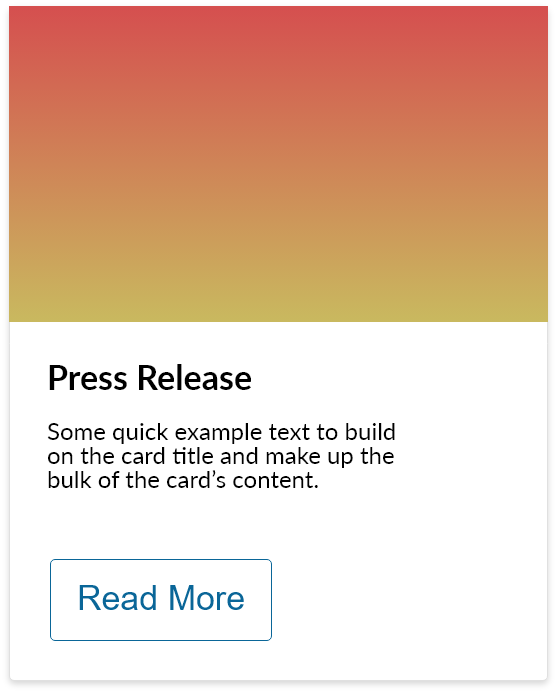 Press Release
Some quick example text to build
on the card title and make up the
bulk of the card’s content.
Read More